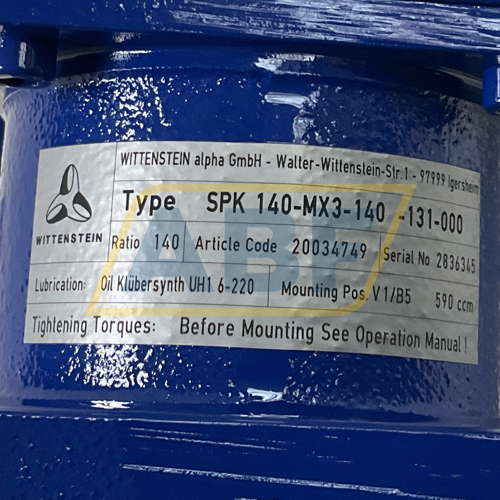 WITTENSTEIN alpha GmbH - Walter-Wittenstein-Str.1 - 97999 Igersheim
WITTENSTEIN
Type SPK 140-MX3-140 -131-000
Ratio 140 Article Code 20034749 Serial No 2836345
Lubrication: Oil Klübersynth UH1 6-220 Mounting Pos. V1/B5 590 ccm
Tightening Torques: Before Mounting See Operation Manual !
ABF